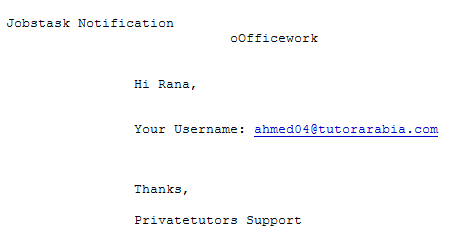 Jobstask Notification
oOfficework
Hi Rana,
Your Username: ahmed04@tutorarabia.com
Thanks,
Privatetutors Support